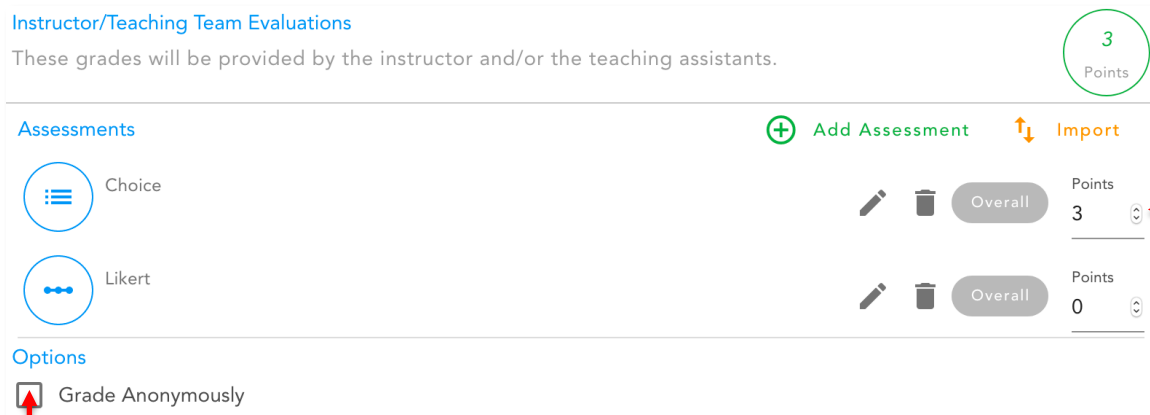 Instructor/Teaching Team Evaluations
These grades will be provided by the instructor and/or the teaching assistants.
3
Points
Assessments
Add Assessment
Import
Choice
Overall
Points
3
Likert
Overall
Points
0
Options
Grade Anonymously